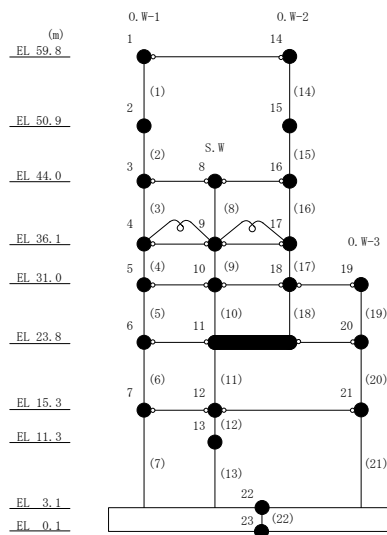 O.W-1 O.W-2
(m)
1 14
EL 59.8
(1) (14)
2 15
EL 50.9
S.W
(2) (15)
3 8 16
EL 44.0
(3) (8) (16)
4 9 17
EL 36.1
O.W-3
(4) (9) (17)
5 10 18 19
EL 31.0
(5) (10) (18) (19)
6 11 20
EL 23.8
(6) (11) (20)
7 12 21
EL 15.3
(12)
13
EL 11.3
(7) (13) (21)
22
EL 3.1
23 (22)
EL 0.1